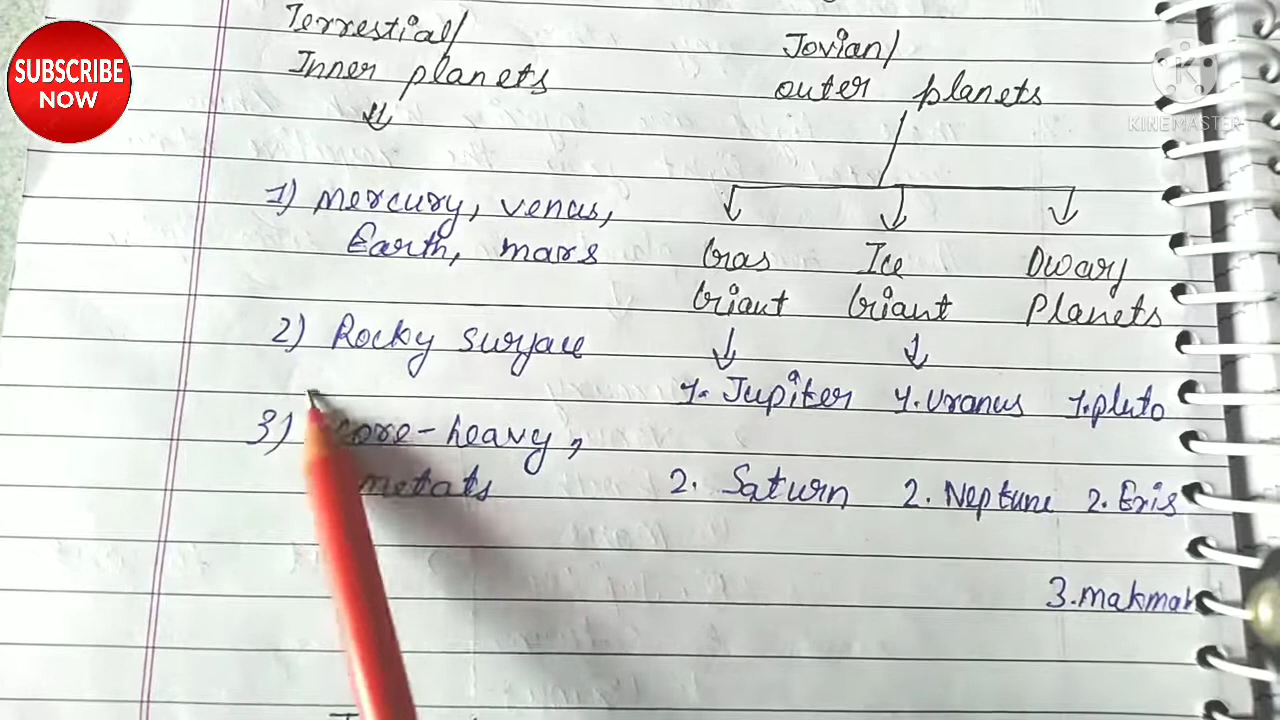 SUBSCRIBE
NOW
KINEMASTER
Terrestial/
Inner planets
Jovian/
outer planets
1) Mercury, venus,
Earth, mars
2) Rocky surface
3) core-heavy,
metats
Gas
Giant
1. Jupiter
2. Saturn
Ice
Giant
1. Uranus
2. Neptune
Dwarf
Planets
1. pluto
2. Eris
3. makmah